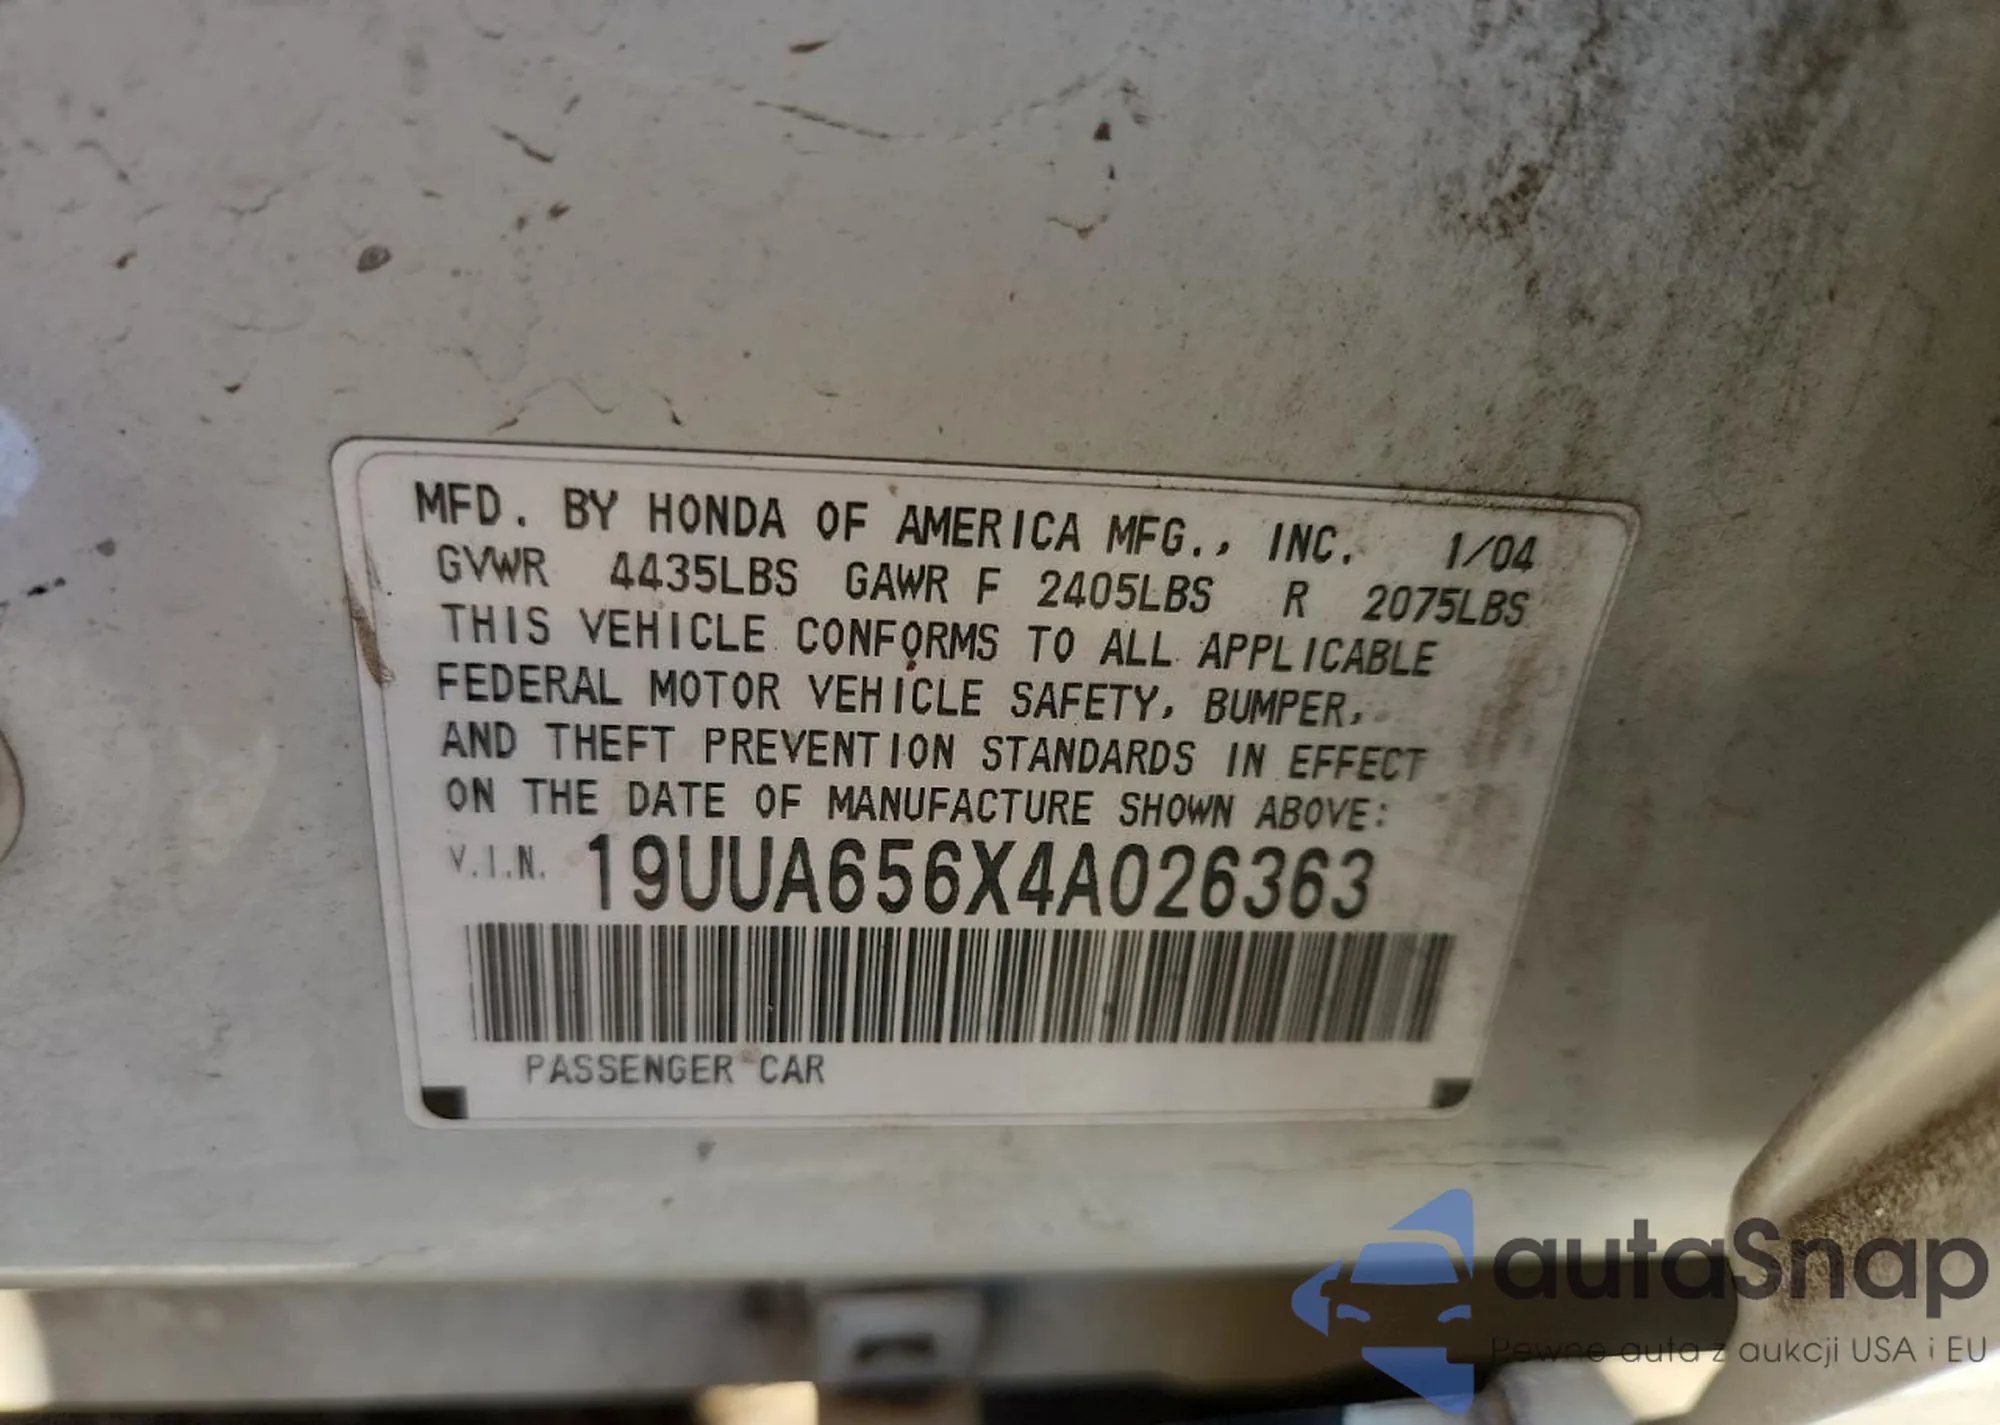 MFD. BY HONDA OF AMERICA MFG., INC. 1/04
GVWR 4435LBS GAWR F 2405LBS R 2075LBS
THIS VEHICLE CONFORMS TO ALL APPLICABLE
FEDERAL MOTOR VEHICLE SAFETY, BUMPER,
AND THEFT PREVENTION STANDARDS IN EFFECT
ON THE DATE OF MANUFACTURE SHOWN ABOVE:
V.I.N. 19UUA656X4A026363
PASSENGER CAR
autaSnap
Pewne auta z aukcji USA i EU